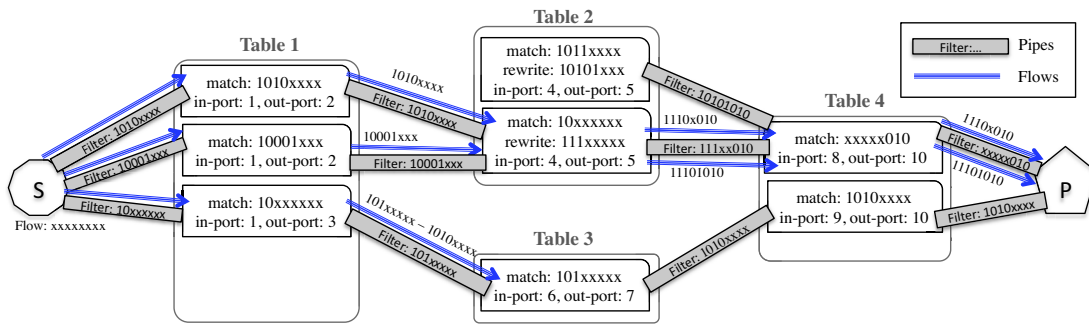 Table 1
Table 2
Table 3
Table 4
S
Flow: xxxxxxxx
Filter: 1010xxxx
Filter: 10001xxx
Filter: 10xxxxxx
match: 1010xxxx
in-port: 1, out-port: 2
match: 10001xxx
in-port: 1, out-port: 2
match: 10xxxxxx
in-port: 1, out-port: 3
1010xxxx
Filter: 1010xxxx
10001xxx
Filter: 10001xxx
101xxxxx – 1010xxxx
Filter: 101xxxxx
match: 1011xxxx
rewrite: 10101xxx
in-port: 4, out-port: 5
match: 10xxxxxx
rewrite: 111xxxxx
in-port: 4, out-port: 5
match: 101xxxxx
in-port: 6, out-port: 7
Filter: 10101010
1110x010
Filter: 111xx010
11101010
Filter: 1010xxxx
match: xxxxx010
in-port: 8, out-port: 10
match: 1010xxxx
in-port: 9, out-port: 10
1110x010
Filter: xxxxx010
11101010
Filter: 1010xxxx
P
Filter:...
Pipes
Flows